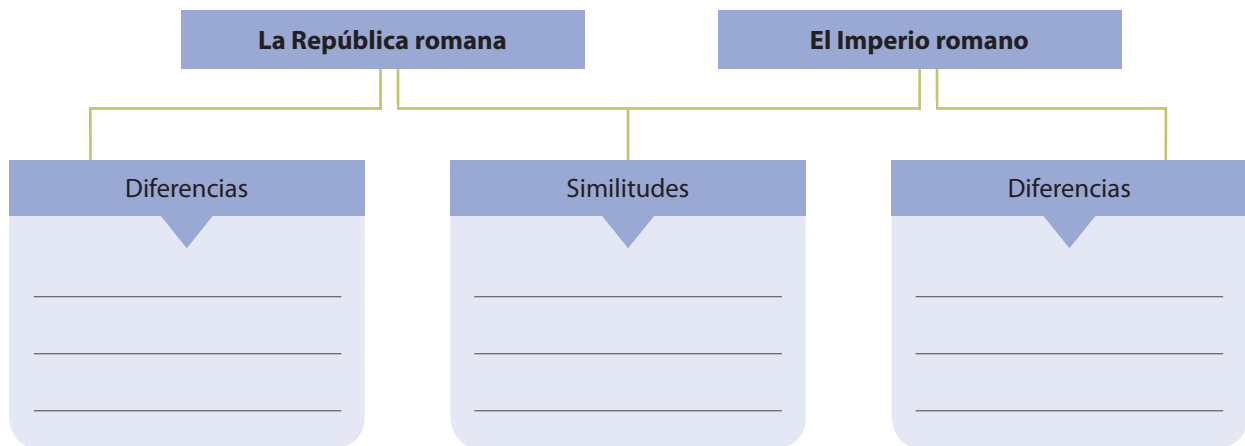 La República romana
El Imperio romano
Diferencias
Similitudes
Diferencias